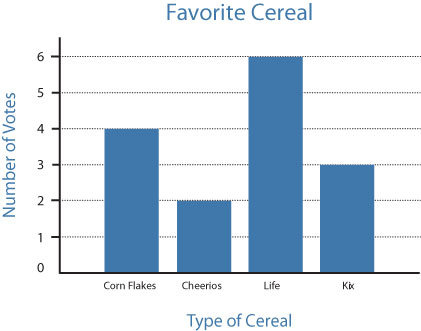 Favorite Cereal
Number of Votes
6
5
4
3
2
1
0
Corn Flakes Cheerios Life Kix
Type of Cereal